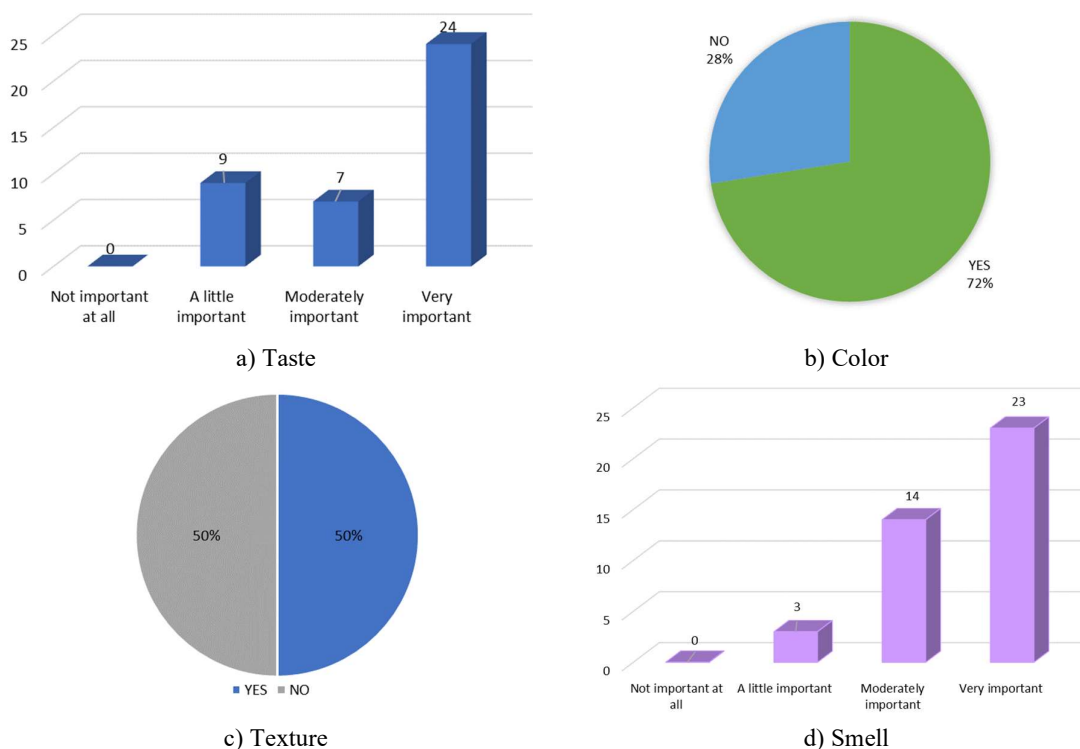 25
20
15
10
5
0
0
9
7
24
Not important
at all
A little
important
Moderately
important
Very
important
a) Taste
NO
28%
YES
72%
b) Color
50%
50%
YES NO
c) Texture
25
20
15
10
5
0
0
3
14
23
Not important at
all
A little important
Moderately
important
Very important
d) Smell